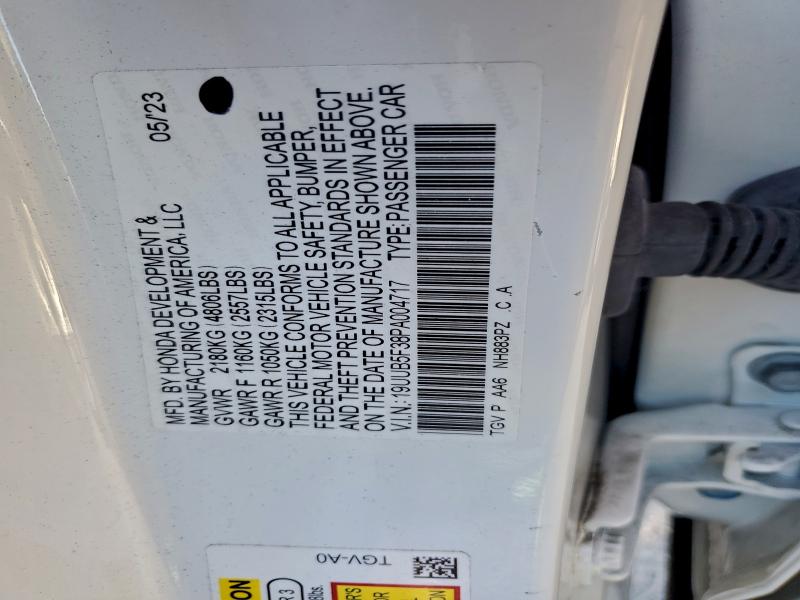 MFD. BY HONDA DEVELOPMENT & 05/'23
MANUFACTURING OF AMERICA, LLC
GVWR 2180KG (4806LBS)
GAWR F 1160KG (2557LBS)
GAWR R 1050KG (2315LBS)
THIS VEHICLE CONFORMS TO ALL APPLICABLE
FEDERAL MOTOR VEHICLE SAFETY, BUMPER,
AND THEFT PREVENTION STANDARDS IN EFFECT
ON THE DATE OF MANUFACTURE SHOWN ABOVE.
V.I.N.:19UUB5F38PA004717 TYPE:PASSENGER CAR
TGV P AA6 NH883PZ .C .A
TGV-A0